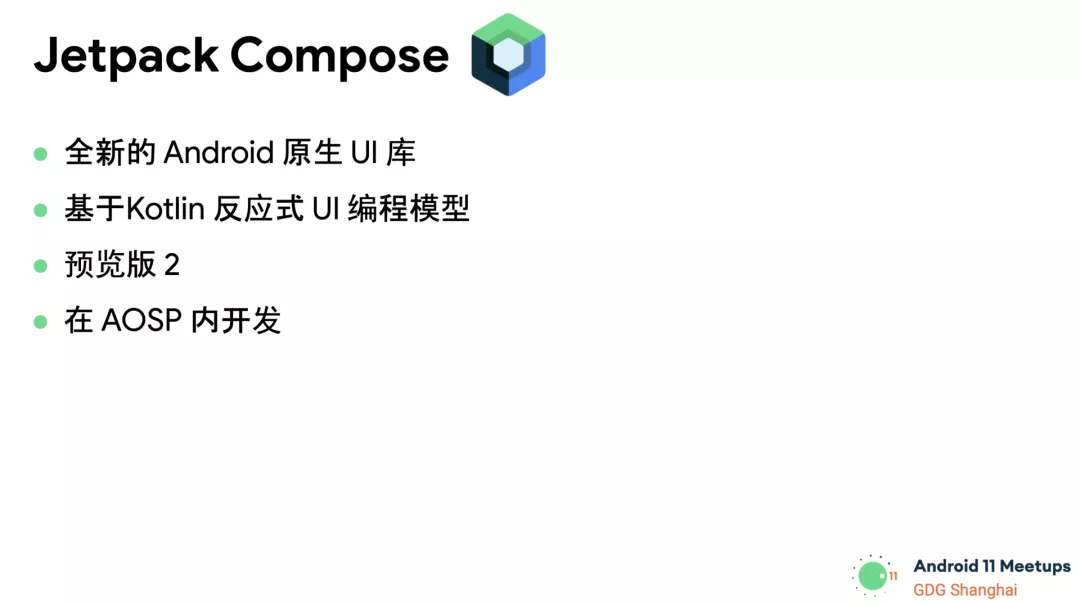 Jetpack Compose
全新的 Android 原生 UI 库
基于Kotlin 反应式 UI 编程模型
预览版 2
在 AOSP 内开发
11
Android 11 Meetups
GDG Shanghai